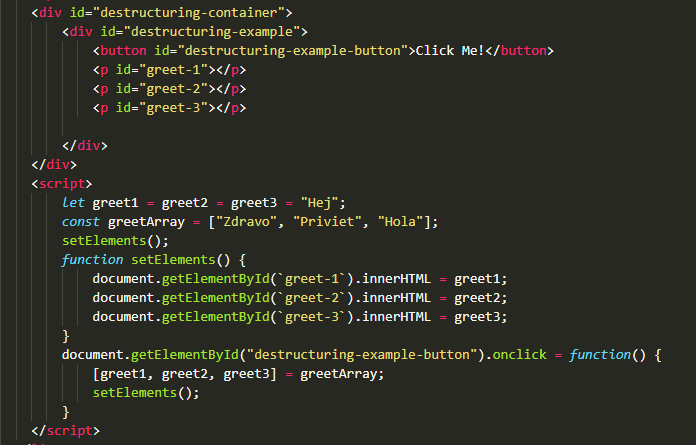 <div id="destructuring-container">
<div id="destructuring-example">
<button id="destructuring-example-button">Click Me!</button>
<p id="greet-1"></p>
<p id="greet-2"></p>
<p id="greet-3"></p>
</div>
</div>
<script>
let greet1 = greet2 = greet3 = "Hej";
const greetArray = ["Zdravo", "Priviet", "Hola"];
setElements();
function setElements() {
document.getElementById(`greet-1`).innerHTML = greet1;
document.getElementById(`greet-2`).innerHTML = greet2;
document.getElementById(`greet-3`).innerHTML = greet3;
}
document.getElementById("destructuring-example-button").onclick = function() {
[greet1, greet2, greet3] = greetArray;
setElements();
}
</script>